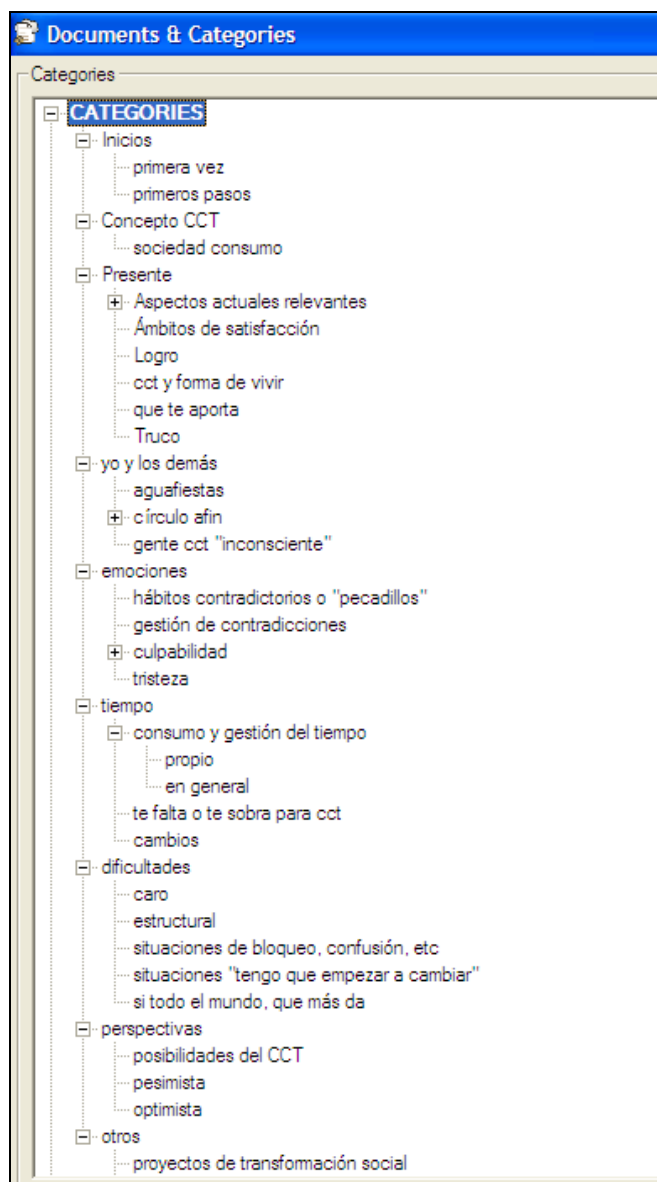 Documents & Categories
Categories
CATEGORIES
Inicios
primera vez
primeros pasos
Concepto CCT
sociedad consumo
Presente
Aspectos actuales relevantes
Ámbitos de satisfacción
Logro
cct y forma de vivir
que te aporta
Truco
yo y los demás
aguafiestas
círculo afin
gente cct "inconsciente"
emociones
hábitos contradictorios o "pecadillos"
gestión de contradicciones
culpabilidad
tristeza
tiempo
consumo y gestión del tiempo
propio
en general
te falta o te sobra para cct
cambios
dificultades
caro
estructural
situaciones de bloqueo, confusión, etc
situaciones "tengo que empezar a cambiar"
si todo el mundo, que más da
perspectivas
posibilidades del CCT
pesimista
optimista
otros
proyectos de transformación social